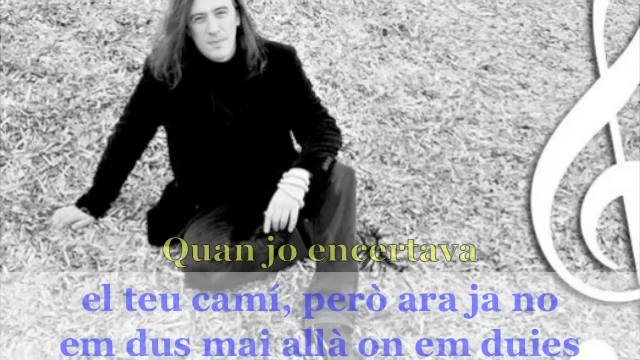 Quan jo encertava
el teu camí, però ara ja no
em dus mai allà on em duies